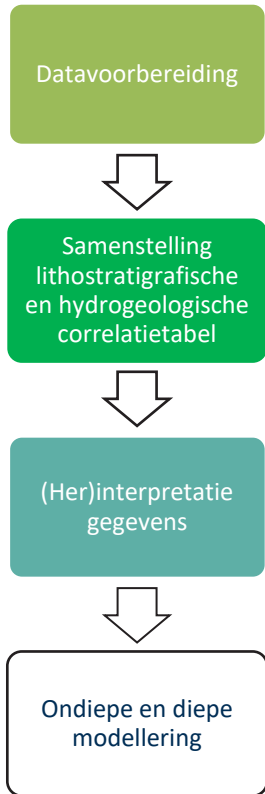 Datavoorbereiding
Samenstelling
lithostratigrafische
en hydrogeologische
correlatietabel
(Her)interpretatie
gegevens
Ondiepe en diepe
modellering